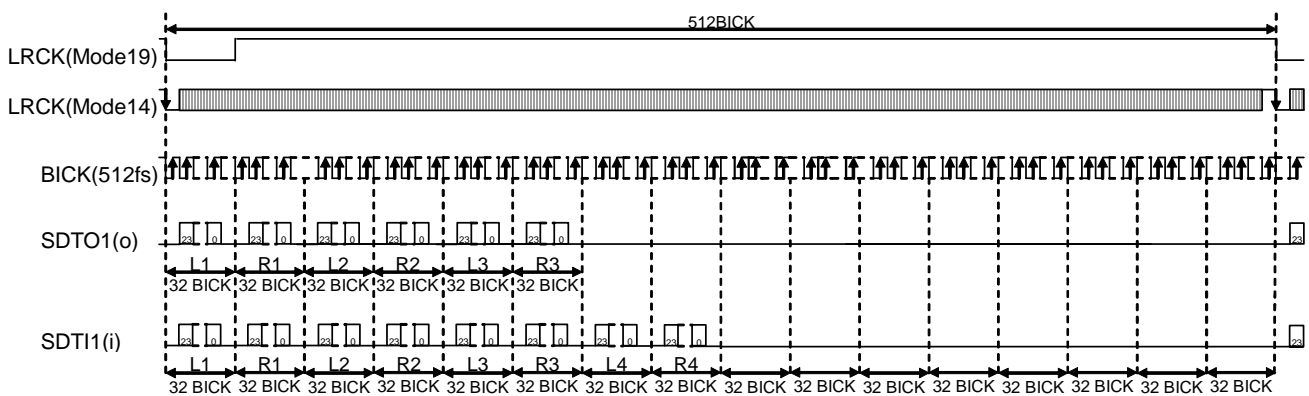 512BICK
LRCK(Mode19)
LRCK(Mode14)
BICK(512fs)
SDTO1(o)
23 0 23 0 23 0 23 0 23 0 23 0 23
L1 R1 L2 R2 L3 R3
32 BICK 32 BICK 32 BICK 32 BICK 32 BICK 32 BICK
SDTI1(i)
23 0 23 0 23 0 23 0 23 0 23 0 23 0 23 0 23
L1 R1 L2 R2 L3 R3 L4 R4
32 BICK 32 BICK 32 BICK 32 BICK 32 BICK 32 BICK 32 BICK 32 BICK 32 BICK 32 BICK 32 BICK 32 BICK 32 BICK 32 BICK 32 BICK 32 BICK